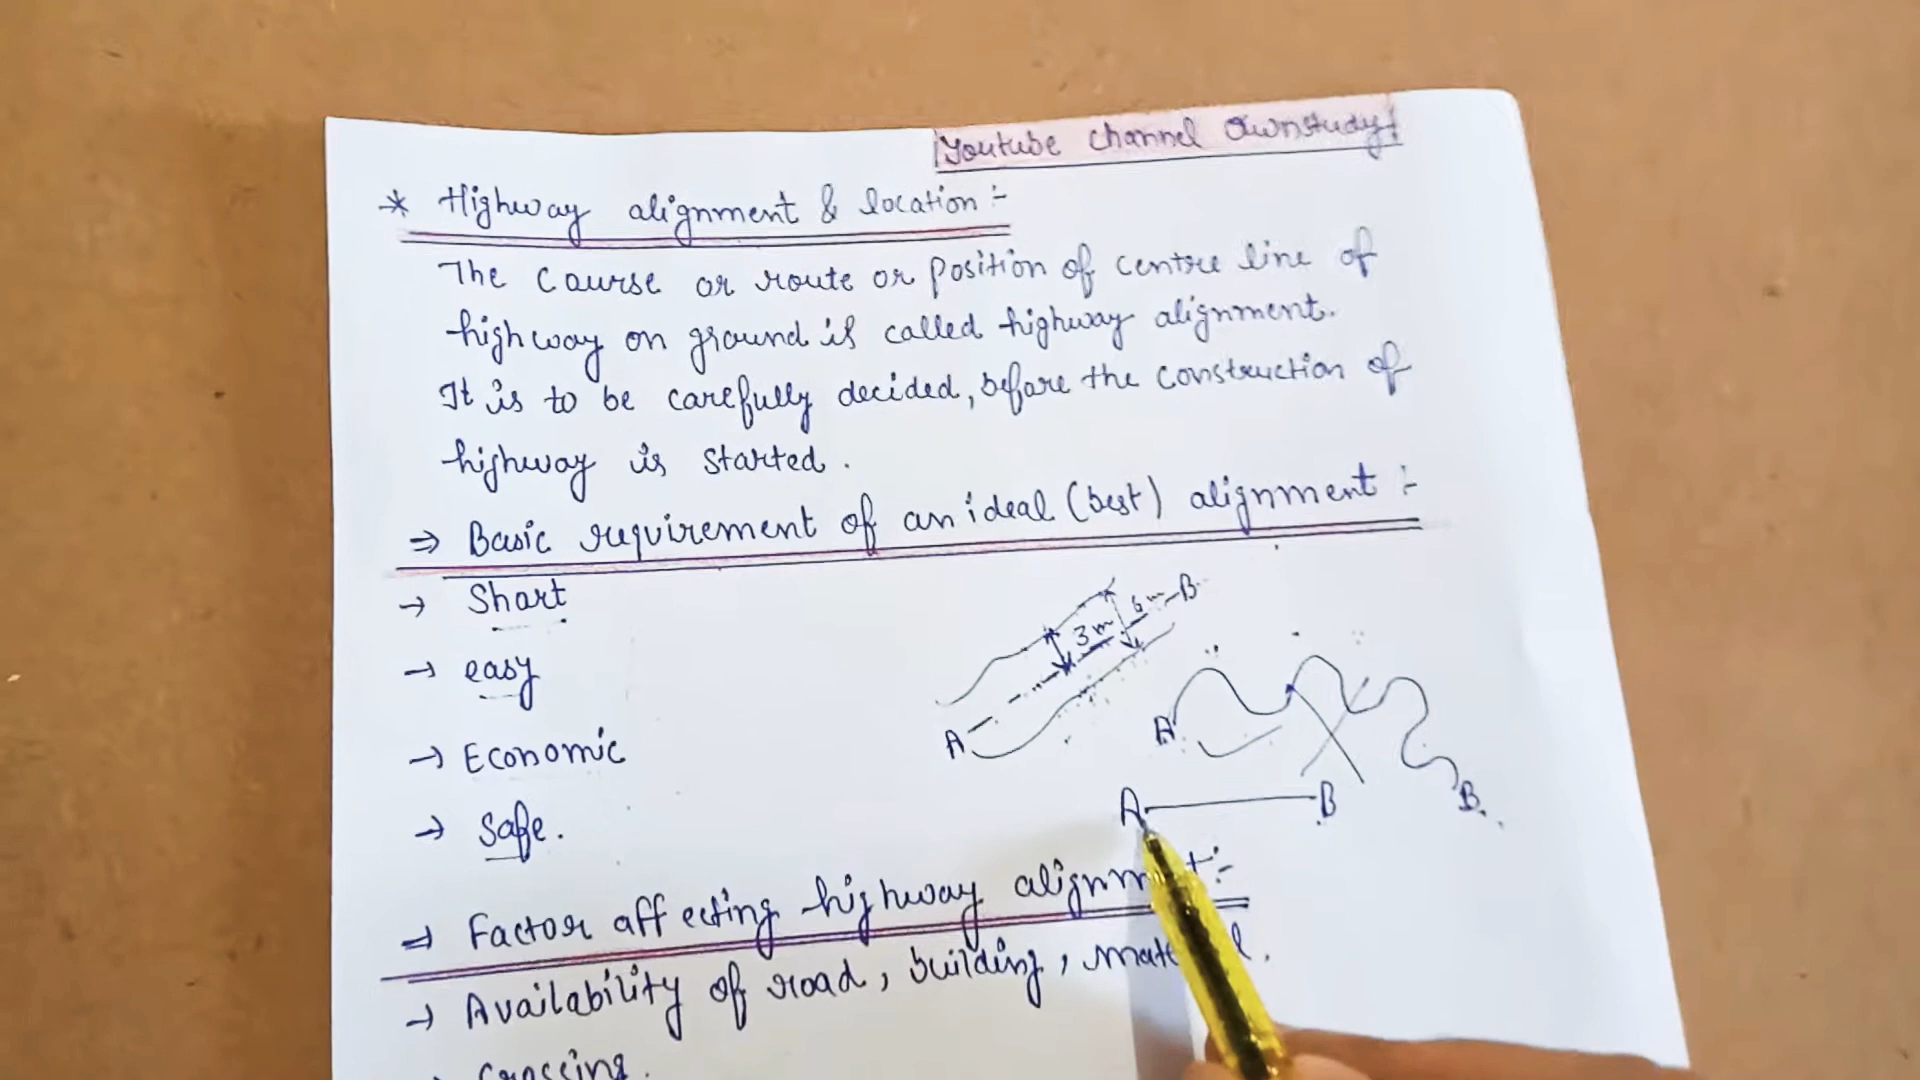 Youtube channel Ownstudy
* Highway alignment & location :-
The course or route or position of centre line of
highway on ground is called highway alignment.
It is to be carefully decided, before the construction of
highway is started.
⇒ Basic requirement of an ideal (best) alignment :-
→ Short
→ easy
→ Economic
→ Safe.
6m B
3m
A
A
B
A B
⇒ Factor affecting highway :-
→ Availability of road, building,
Crossing.